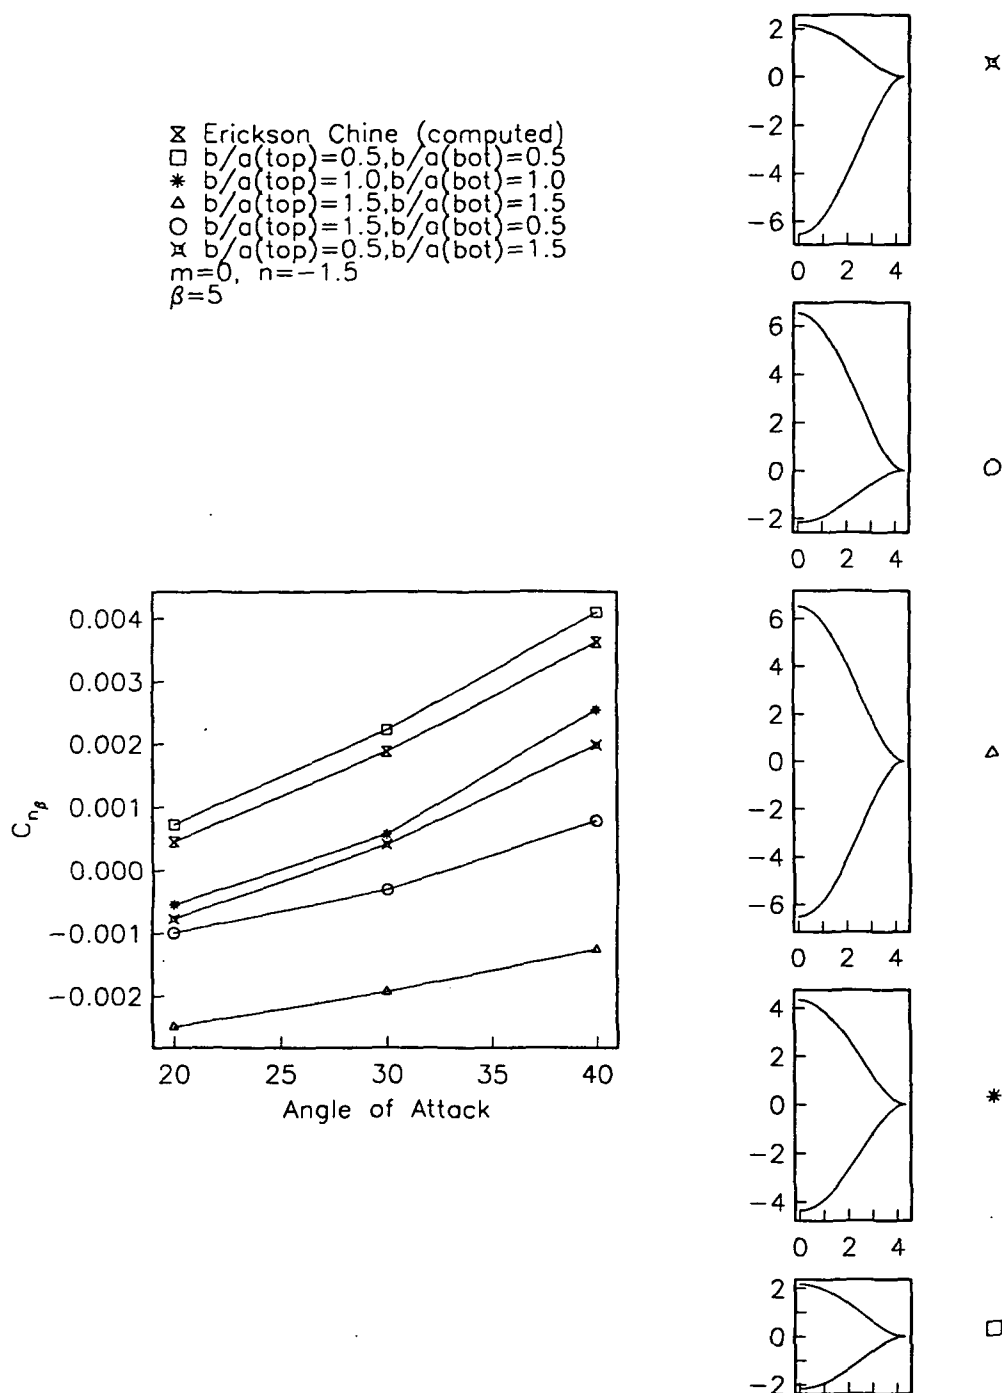 Erickson Chine (computed)
b/a(top)=0.5,b/a(bot)=0.5
b/a(top)=1.0,b/a(bot)=1.0
b/a(top)=1.5,b/a(bot)=1.5
b/a(top)=1.5,b/a(bot)=0.5
b/a(top)=0.5,b/a(bot)=1.5
m=0, n=−1.5
β=5
2
0
−2
−4
−6
0 2 4
6
4
2
0
−2
0 2 4
6
4
2
0
−2
−4
−6
0 2 4
4
2
0
−2
−4
0 2 4
2
0
−2
0.004
0.003
0.002
0.001
0.000
−0.001
−0.002
C_nβ
20 25 30 35 40
Angle of Attack